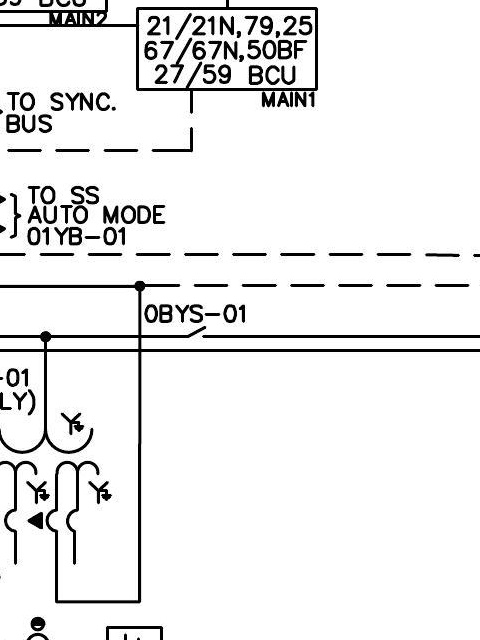 BCU
MAIN2
21/21N,79,25
67/67N,50BF
27/59 BCU
MAIN1
TO SYNC.
BUS
TO SS
AUTO MODE
01YB-01
0BYS-01
-01
LY)